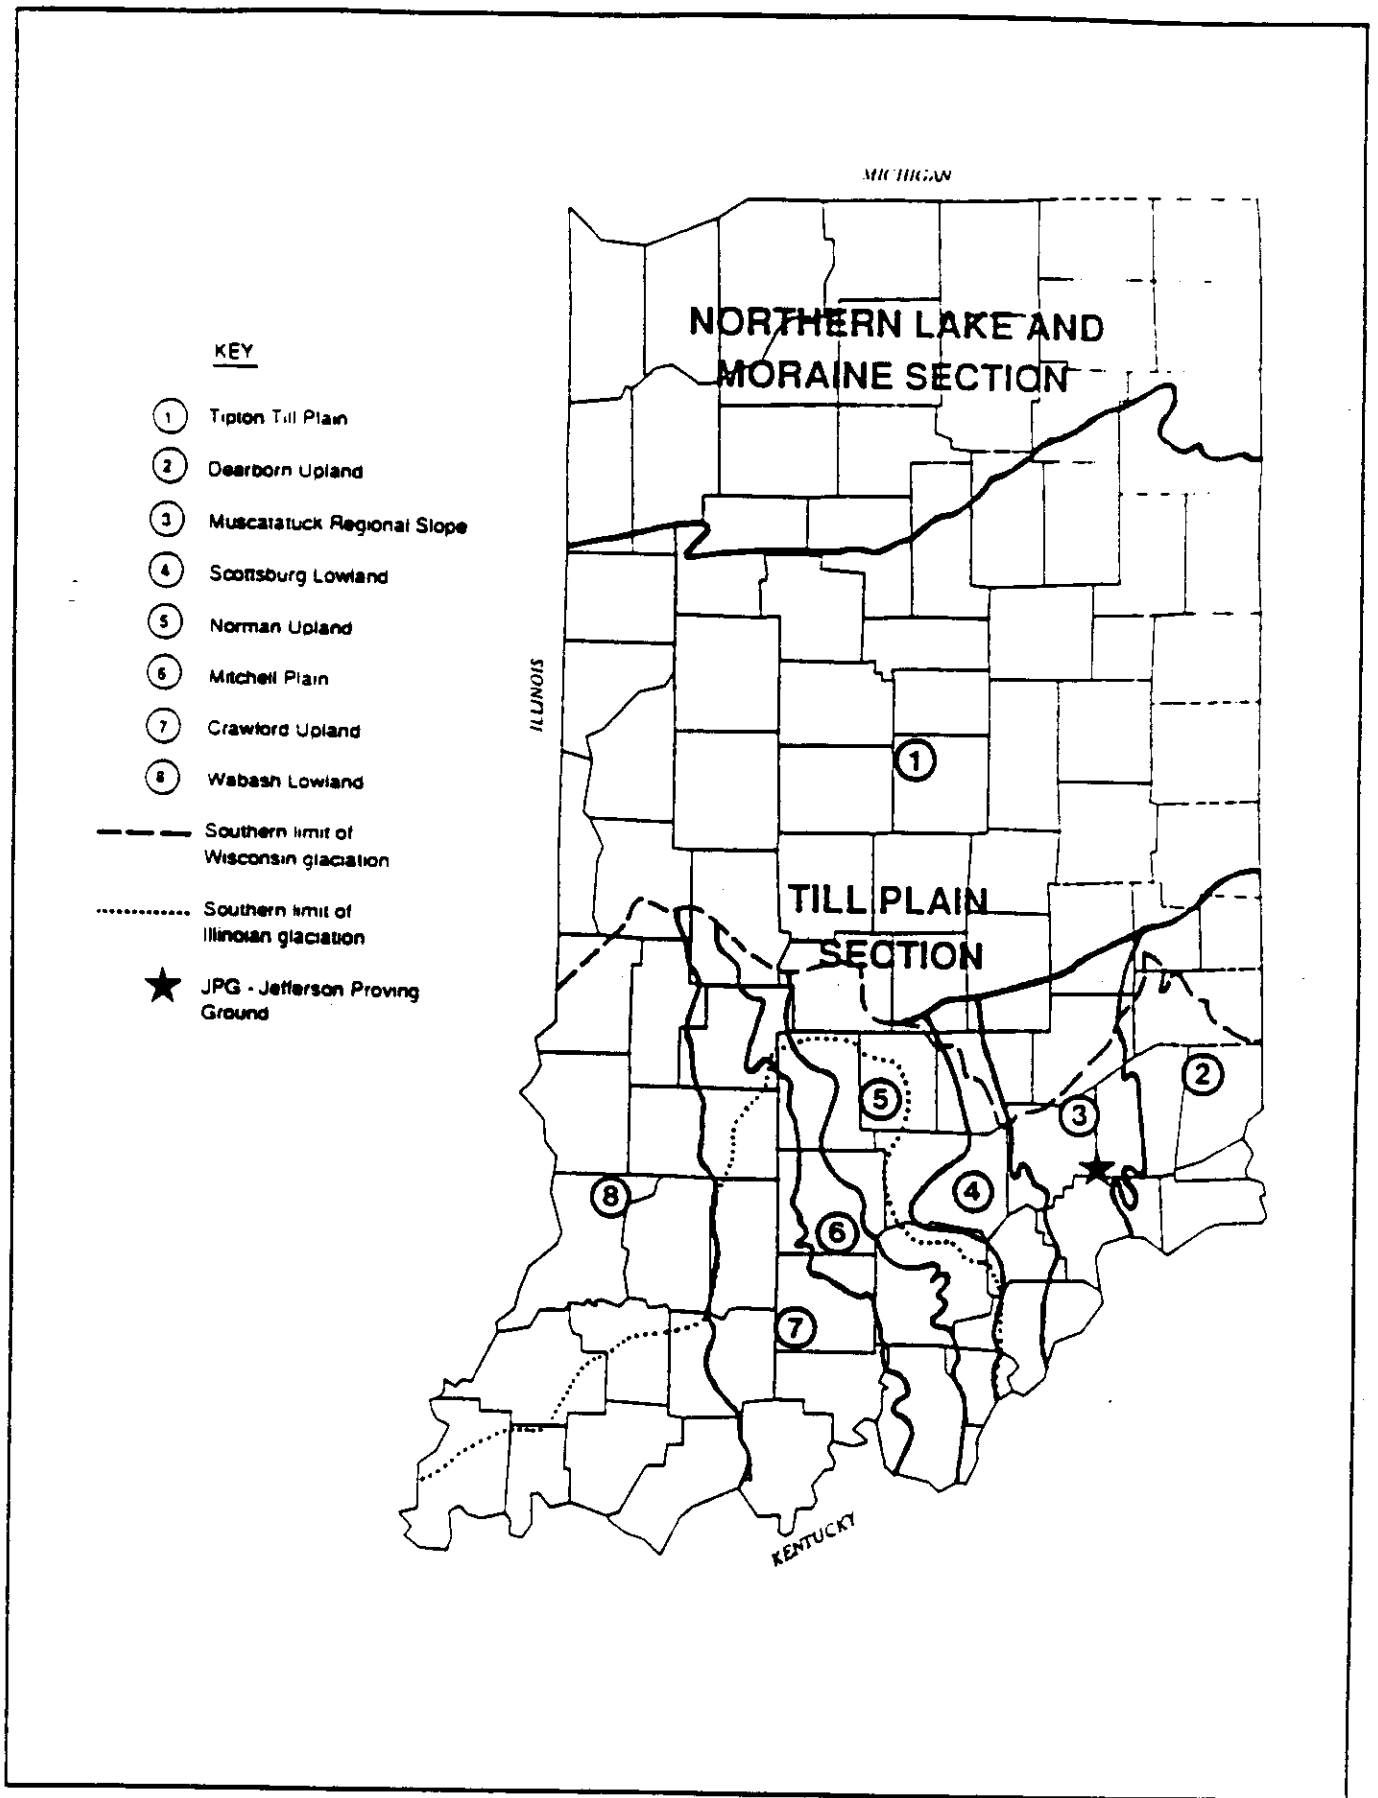 MICHIGAN
NORTHERN LAKE AND
MORAINE SECTION
KEY
1 Tipton Till Plain
2 Dearborn Upland
3 Muscatatuck Regional Slope
4 Scottsburg Lowland
5 Norman Upland
6 Mitchell Plain
7 Crawford Upland
8 Wabash Lowland
Southern limit of
Wisconsin glaciation
Southern limit of
Illinoian glaciation
JPG - Jefferson Proving
Ground
ILLINOIS
1
TILL PLAIN
SECTION
2
5
3
8
4
6
7
KENTUCKY